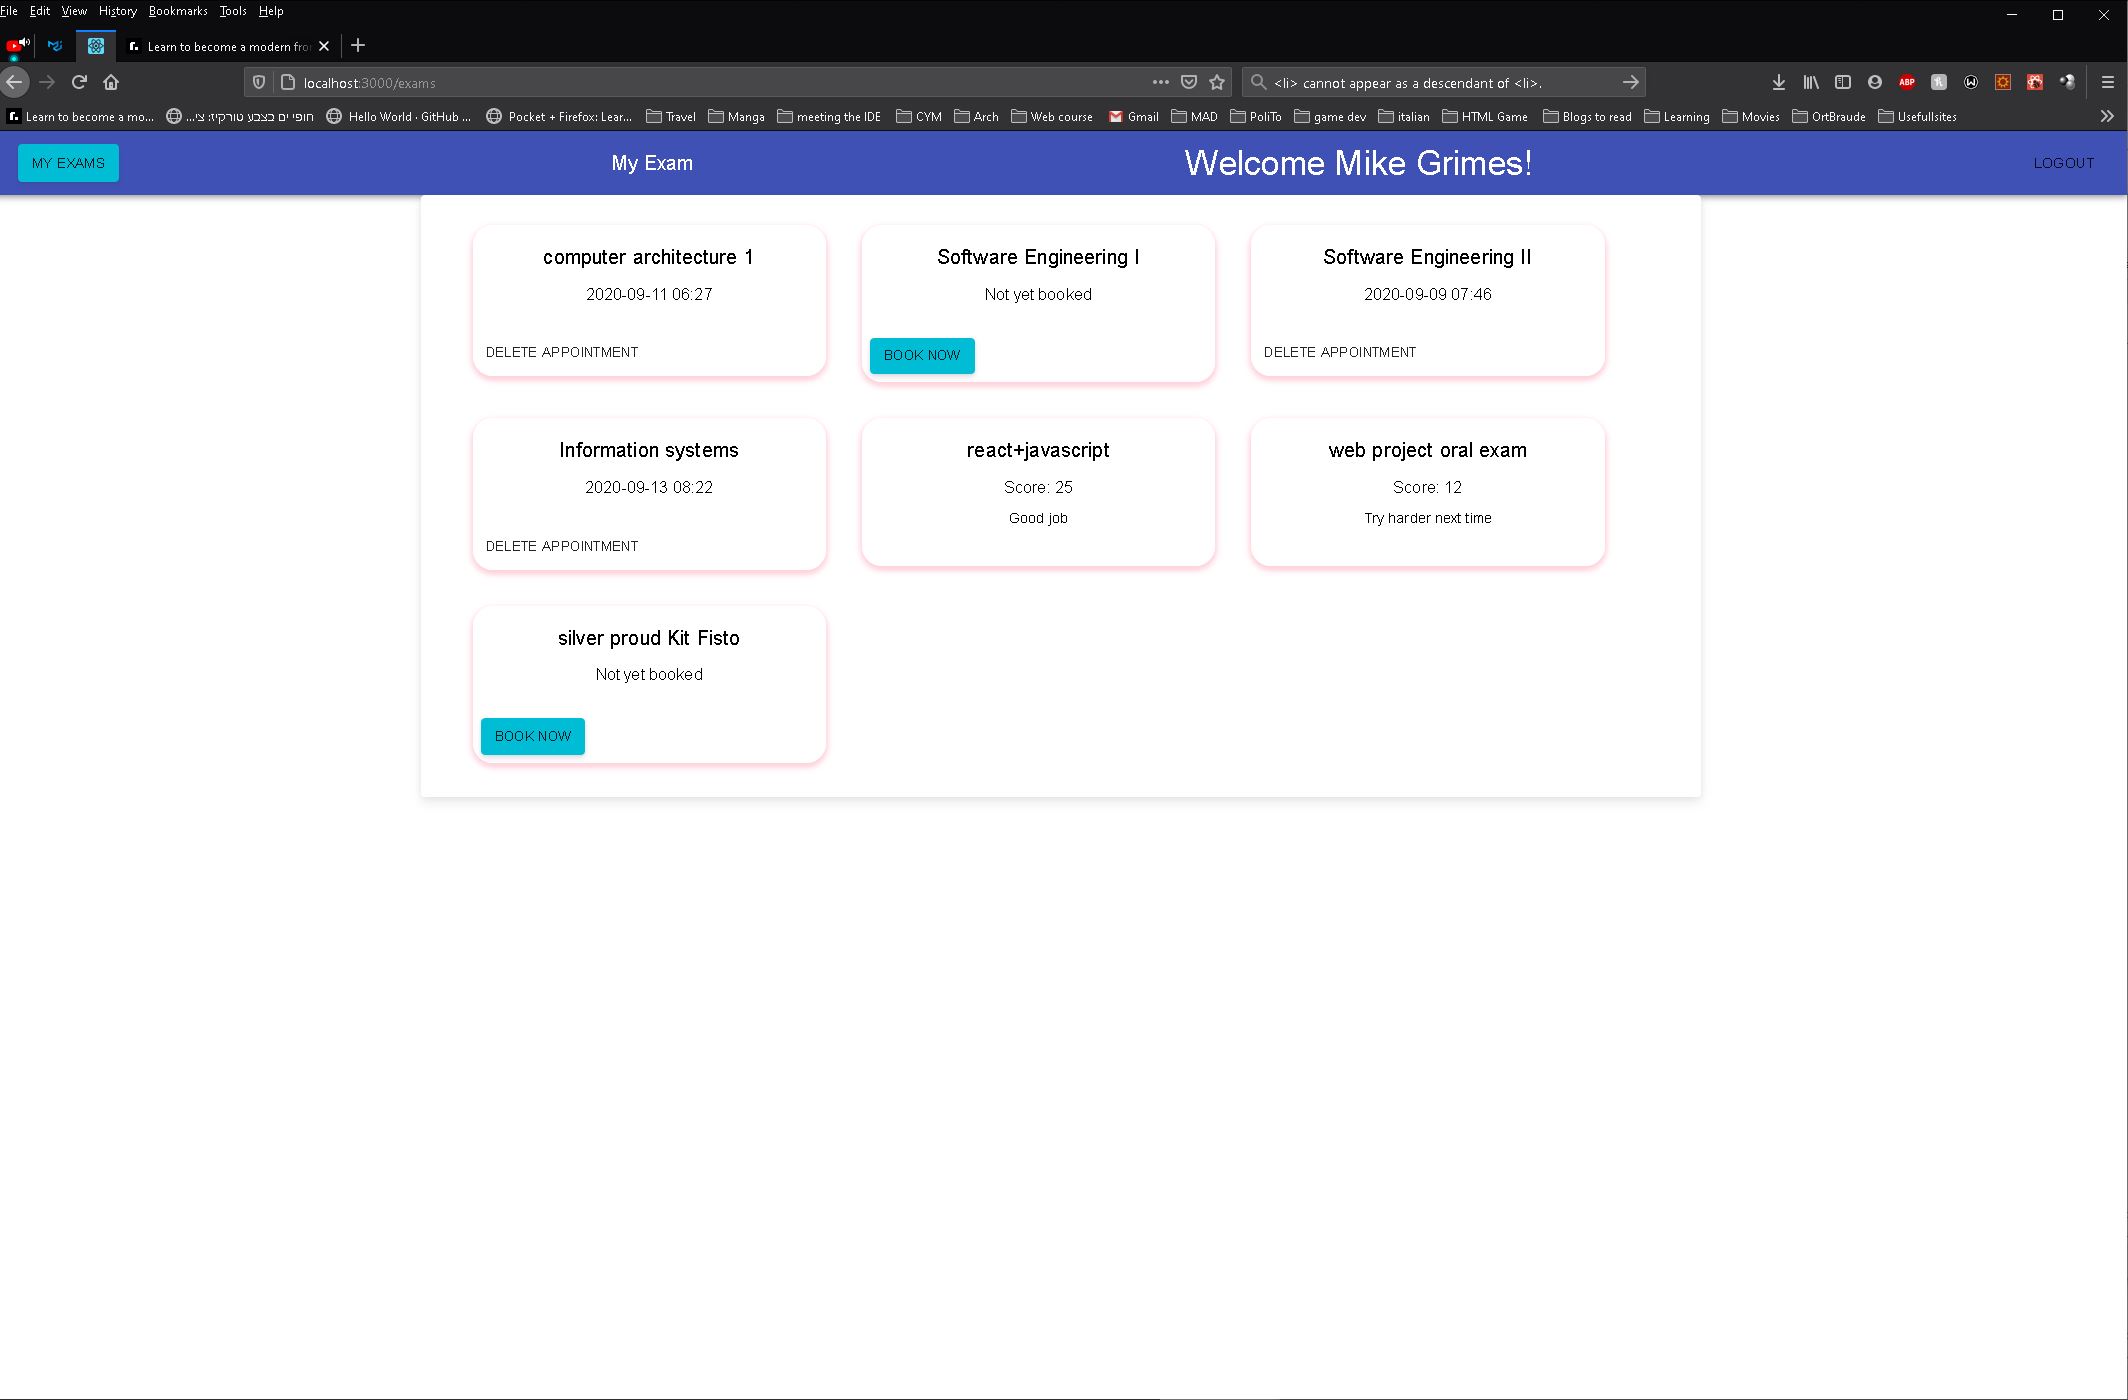 File Edit View History Bookmarks Tools Help
Learn to become a modern fro
localhost:3000/exams
<li> cannot appear as a descendant of <li>.
ABP
Learn to become a mo... חופי ים בצבע טורקיז: צי... Hello World · GitHub ... Pocket + Firefox: Lear... Travel Manga meeting the IDE CYM Arch Web course Gmail MAD PoliTo game dev italian HTML Game Blogs to read Learning Movies OrtBraude Usefullsites
MY EXAMS My Exam Welcome Mike Grimes! LOGOUT
computer architecture 1
2020-09-11 06:27
DELETE APPOINTMENT
Software Engineering I
Not yet booked
BOOK NOW
Software Engineering II
2020-09-09 07:46
DELETE APPOINTMENT
Information systems
2020-09-13 08:22
DELETE APPOINTMENT
react+javascript
Score: 25
Good job
web project oral exam
Score: 12
Try harder next time
silver proud Kit Fisto
Not yet booked
BOOK NOW